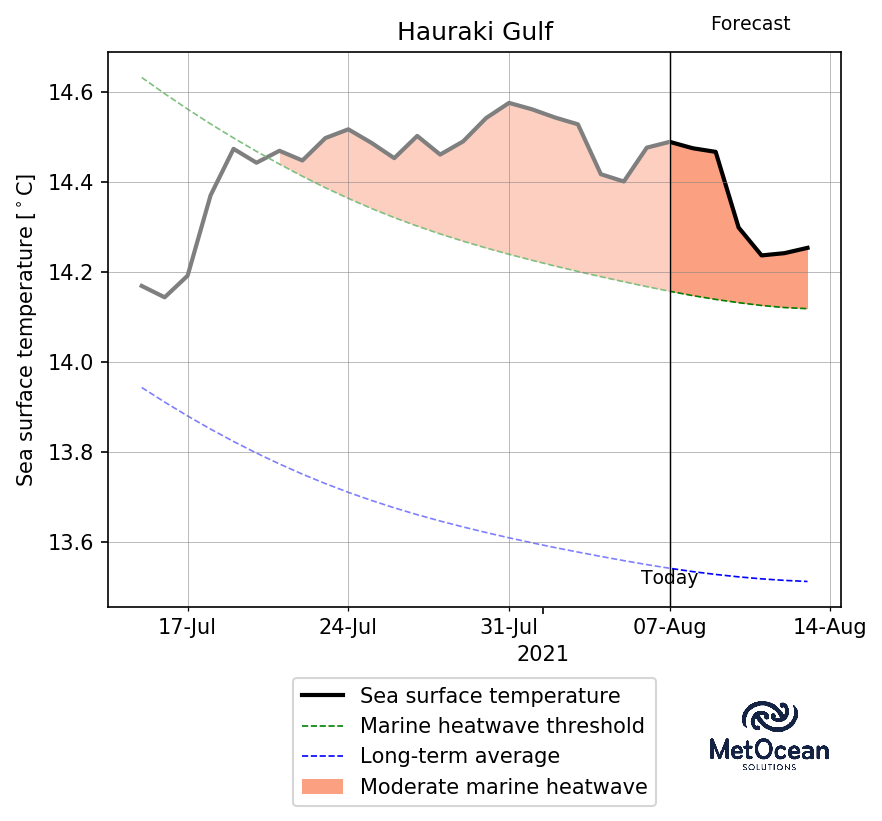 Forecast
Hauraki Gulf
Sea surface temperature [ ˚C]
14.6
14.4
14.2
14.0
13.8
13.6
Today
17-Jul
24-Jul
31-Jul
07-Aug
14-Aug
2021
Sea surface temperature
Marine heatwave threshold
Long-term average
Moderate marine heatwave
MetOcean
SOLUTIONS